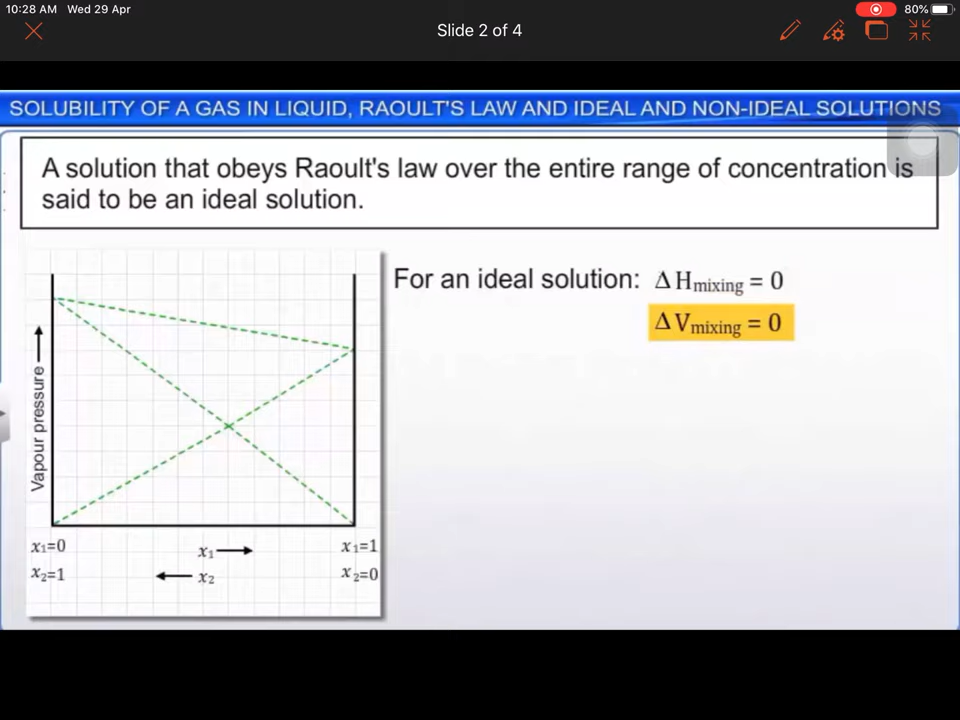 10:28 AM Wed 29 Apr
80%
Slide 2 of 4
SOLUBILITY OF A GAS IN LIQUID, RAOULT'S LAW AND IDEAL AND NON-IDEAL SOLUTIONS
A solution that obeys Raoult's law over the entire range of concentration is
said to be an ideal solution.
For an ideal solution: ΔHmixing = 0
ΔVmixing = 0
Vapour pressure
x₁=0
x₁
x₁=1
x₂=1
x₂
x₂=0